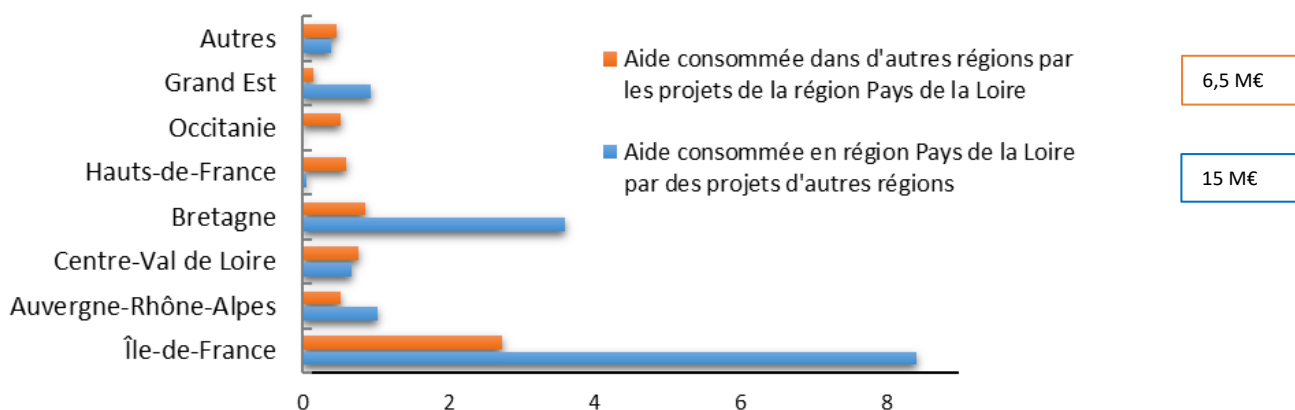 Autres
Grand Est
Occitanie
Hauts-de-France
Bretagne
Centre-Val de Loire
Auvergne-Rhône-Alpes
Île-de-France
0 2 4 6 8
Aide consommée dans d'autres régions par
les projets de la région Pays de la Loire
6,5 M€
Aide consommée en région Pays de la Loire
par des projets d'autres régions
15 M€